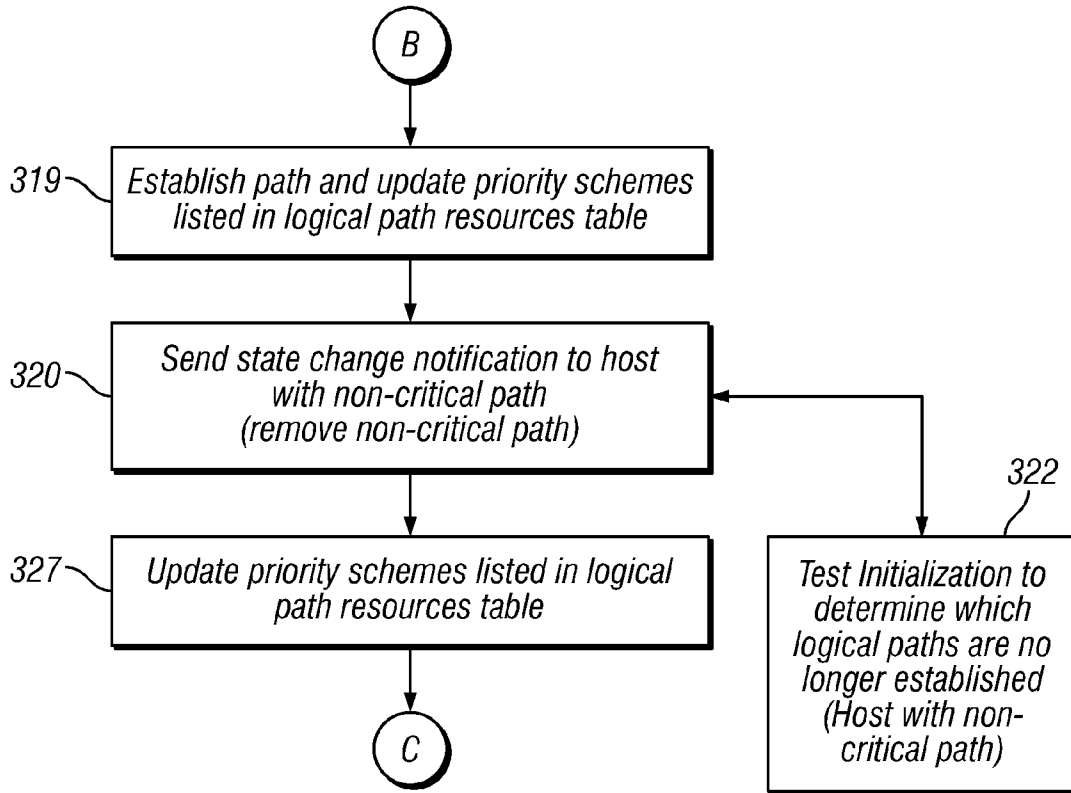 B
319
Establish path and update priority schemes
listed in logical path resources table
320
Send state change notification to host
with non-critical path
(remove non-critical path)
322
327
Update priority schemes listed in logical
path resources table
Test Initialization to
determine which
logical paths are no
longer established
(Host with non-
critical path)
C